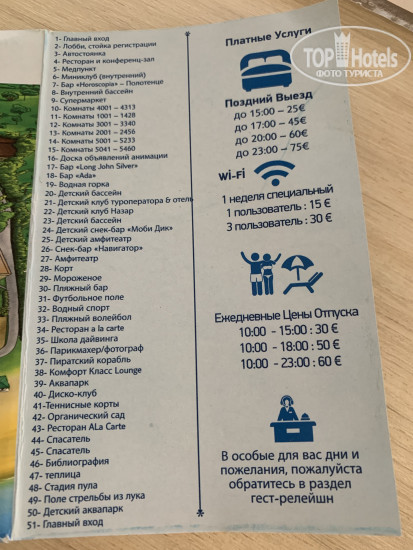 1- Главный вход
2- Лобби, стойка регистрации
3- Автостоянка
4- Ресторан и конференц-зал
5- Медпункт
6- Миниклуб (внутренний)
7- Бар «Horoscopia» – Полотенце
8- Внутренний бассейн
9- Супермаркет
10- Комнаты 4001 – 4313
11- Комнаты 1001 – 1428
12- Комнаты 3001 – 3340
13- Комнаты 2001 – 2456
14- Комнаты 5001 – 5233
15- Комнаты 5041 – 5460
16- Доска объявлений анимации
17- Бар «Long John Silver»
18- Бар «Ada»
19- Водная горка
20- Детский бассейн
21- Детский клуб туроператора & отель
22- Детский клуб Назар
23- Детский бассейн
24- Детский снек-бар «Моби Дик»
25- Детский амфитеатр
26- Снек-бар «Навигатор»
27- Амфитеатр
28- Корт
29- Мороженое
30- Пляжный бар
31- Футбольное поле
32- Водный спорт
33- Пляжный волейбол
34- Ресторан a la carte
35- Школа дайвинга
36- Парикмахер/фотограф
37- Пиратский корабль
38- Комфорт Класс Lounge
39- Аквапарк
40- Диско-клуб
41-Теннисные корты
42- Органический сад
43- Ресторан ALa Carte
44- Спасатель
45- Спасатель
46- Библиография
47- теплица
48- Стадия пула
49- Поле стрельбы из лука
50- Детский аквапарк
51- Главный вход
Платные Услуги
Поздний Выезд
до 15:00 – 25€
до 17:00 – 45€
до 20:00 – 60€
до 23:00 – 75€
Wi-Fi
1 неделя специальный
1 пользователь : 15 €
3 пользователь : 30 €
Ежедневные Цены Отпуска
10:00 - 15:00 : 30 €
10:00 - 18:00 : 50 €
10:00 - 23:00 : 60 €
В особые для вас дни и
пожелания, пожалуйста
обратитесь в раздел
гест-релейшн
TOP Hotels
ФОТО ТУРИСТА